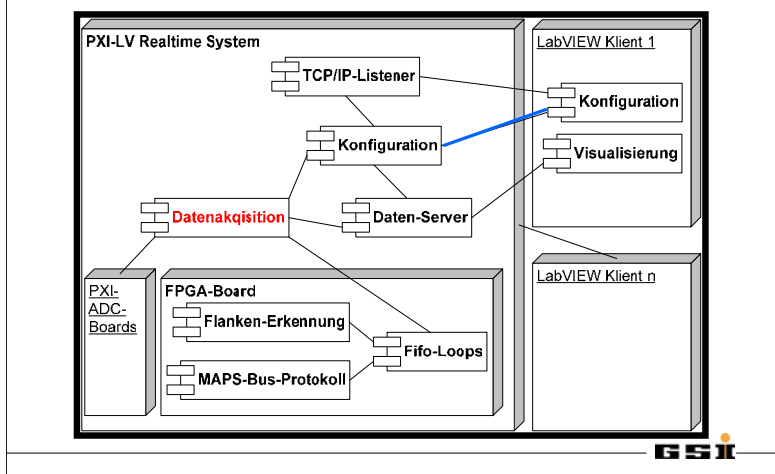 PXI-LV Realtime System
TCP/IP-Listener
Konfiguration
Datenakqisition
Daten-Server
PXI-
ADC-
Boards
FPGA-Board
Flanken-Erkennung
MAPS-Bus-Protokoll
Fifo-Loops
LabVIEW Klient 1
Konfiguration
Visualisierung
LabVIEW Klient n
GSI